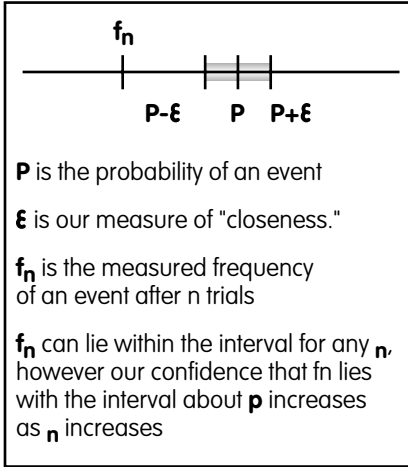 fn
P-ε P P+ε
P is the probability of an event
ε is our measure of "closeness."
fn is the measured frequency
of an event after n trials
fn can lie within the interval for any n,
however our confidence that fn lies
with the interval about p increases
as n increases